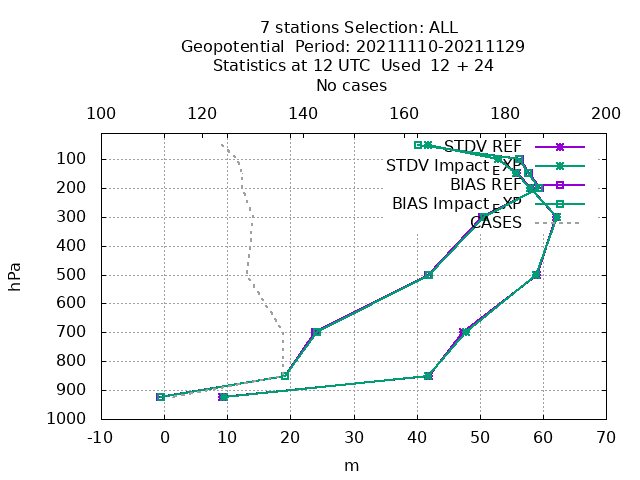 7 stations Selection: ALL
Geopotential  Period: 20211110-20211129
Statistics at 12 UTC  Used  12 + 24
No cases
100 120 140 160 180 200
STDV REF
STDV Impact_EXP
BIAS REF
BIAS Impact_EXP
CASES
hPa
100
200
300
400
500
600
700
800
900
1000
-10 0 10 20 30 40 50 60 70
m